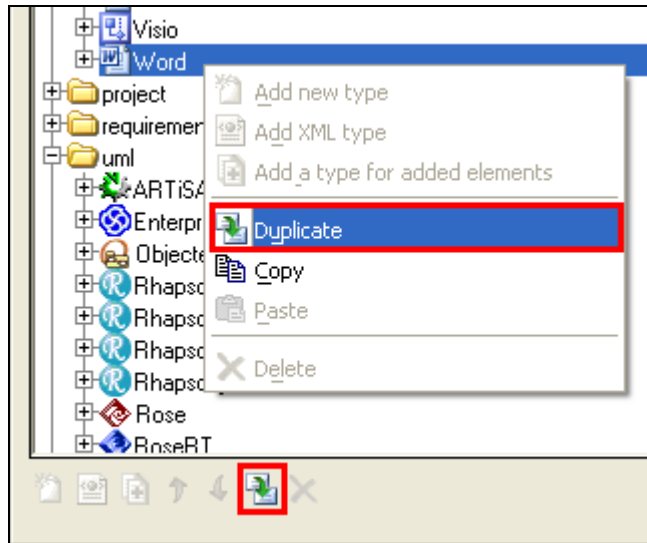 Visio
Word
project
Add new type
requiremer
Add XML type
uml
Add a type for added elements
ARTiSA
Enterpr
Duplicate
Objecte
Copy
Rhapso
Rhapso
Paste
Rhapso
Rhapso
Delete
Rose
RoseRT